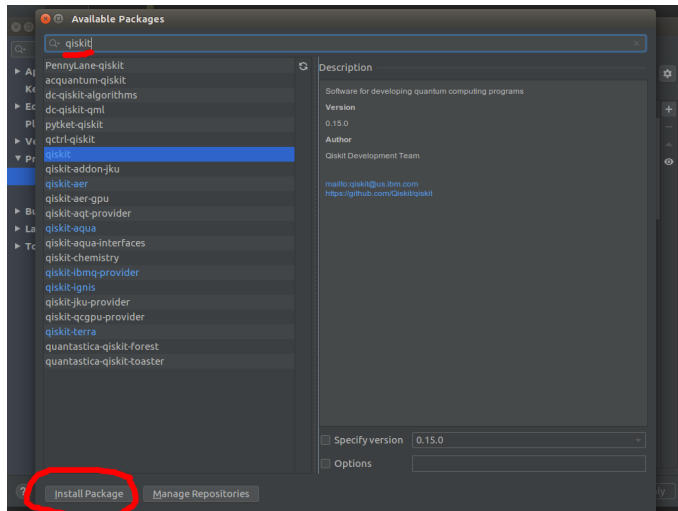 Available Packages
qiskit
PennyLane-qiskit
acquantum-qiskit
dc-qiskit-algorithms
dc-qiskit-qml
pytket-qiskit
qctrl-qiskit
qiskit
qiskit-addon-jku
qiskit-aer
qiskit-aer-gpu
qiskit-aqt-provider
qiskit-aqua
qiskit-aqua-interfaces
qiskit-chemistry
qiskit-ibmq-provider
qiskit-ignis
qiskit-jku-provider
qiskit-qcgpu-provider
qiskit-terra
quantastica-qiskit-forest
quantastica-qiskit-toaster
Description
Software for developing quantum computing programs
Version
0.15.0
Author
Qiskit Development Team
mailto:qiskit@us.ibm.com
https://github.com/Qiskit/qiskit
Specify version
0.15.0
Options
Install Package
Manage Repositories